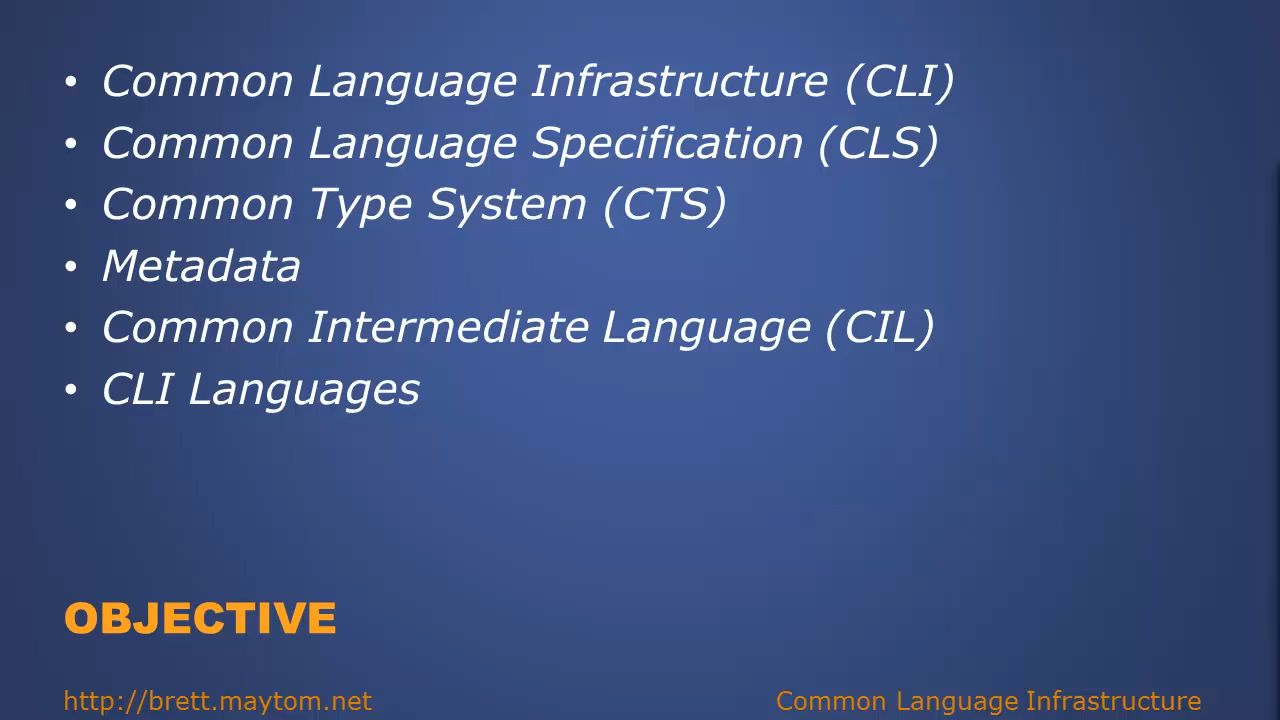 • Common Language Infrastructure (CLI)
• Common Language Specification (CLS)
• Common Type System (CTS)
• Metadata
• Common Intermediate Language (CIL)
• CLI Languages
OBJECTIVE
http://brett.maytom.net
Common Language Infrastructure